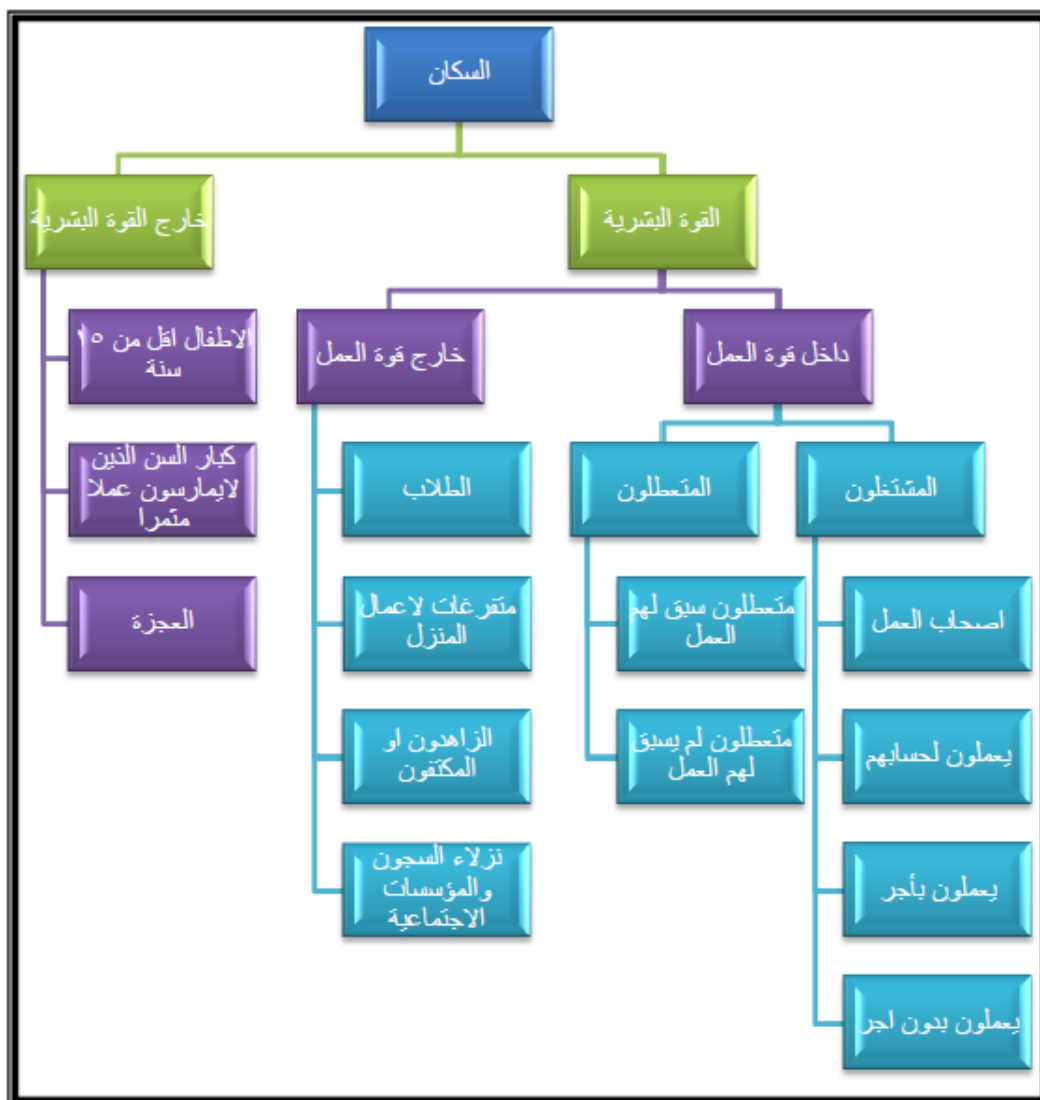 السكان
القوة البشرية
خارج القوة البشرية
داخل قوة العمل
خارج قوة العمل
الاطفال اقل من ١٥
سنة
المشتغلون
المتعطلون
الطلاب
كبار السن الذين
لايمارسون عملا
مثمرا
اصحاب العمل
متعطلون سبق لهم
العمل
متفرغات لاعمال
المنزل
العجزة
يعملون لحسابهم
متعطلون لم يسبق
لهم العمل
الزاهدون او
المكتفون
يعملون بأجر
نزلاء السجون
والمؤسسات
الاجتماعية
يعملون بدون اجر